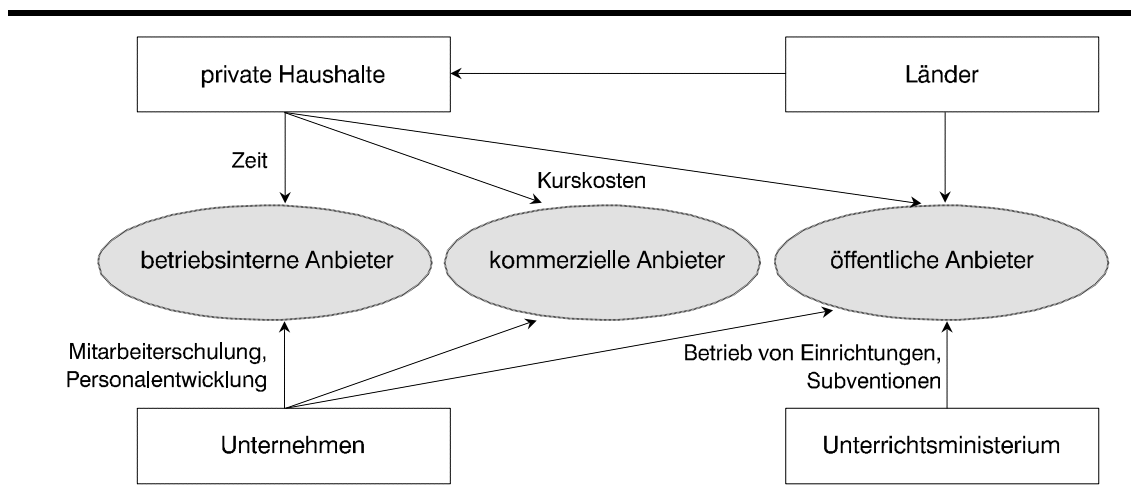 private Haushalte
Länder
Zeit
Kurskosten
betriebsinterne Anbieter
kommerzielle Anbieter
öffentliche Anbieter
Mitarbeiterschulung,
Personalentwicklung
Betrieb von Einrichtungen,
Subventionen
Unternehmen
Unterrichtsministerium